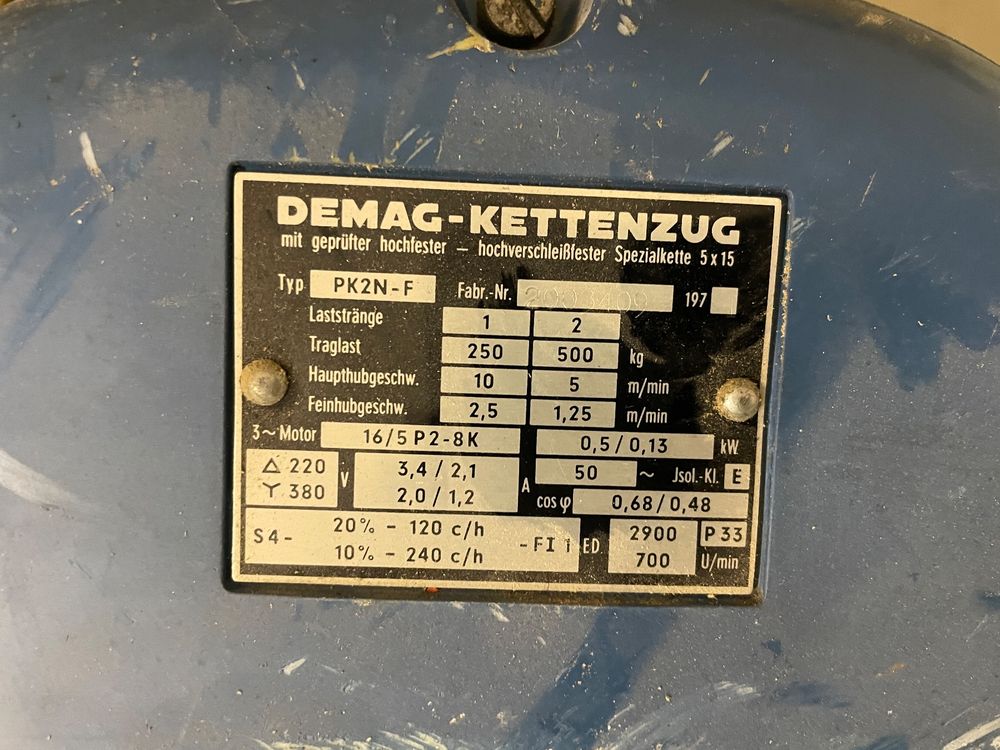 DEMAG-KETTENZUG
mit geprüfter hochfester – hochverschleißfester Spezialkette 5 x 15
Typ PK2N-F Fabr.-Nr. 197
Laststränge 1 2
Traglast 250 500 kg
Haupthubgeschw. 10 5 m/min
Feinhubgeschw. 2,5 1,25 m/min
3~Motor 16/5 P2-8K 0,5/0,13 kW
△ 220 V 3,4/2,1 A 50 ~ Jsol.-Kl. E
Y 380 2,0/1,2 cos φ 0,68/0,48
S4- 20% - 120 c/h -FI 1 ED 2900 P33
10% - 240 c/h 700 U/min